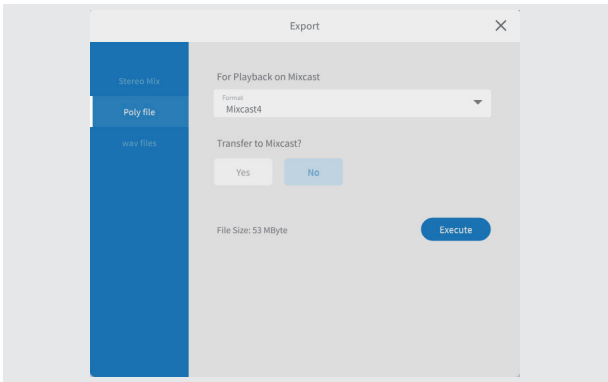 Export
Stereo Mix
Poly file
wav files
For Playback on Mixcast
Format
Mixcast4
Transfer to Mixcast?
Yes
No
File Size: 53 MByte
Execute